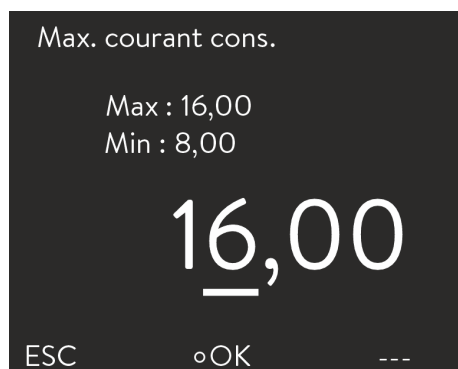 Max. courant cons.
Max : 16,00
Min : 8,00
16,00
ESC ∘OK ---